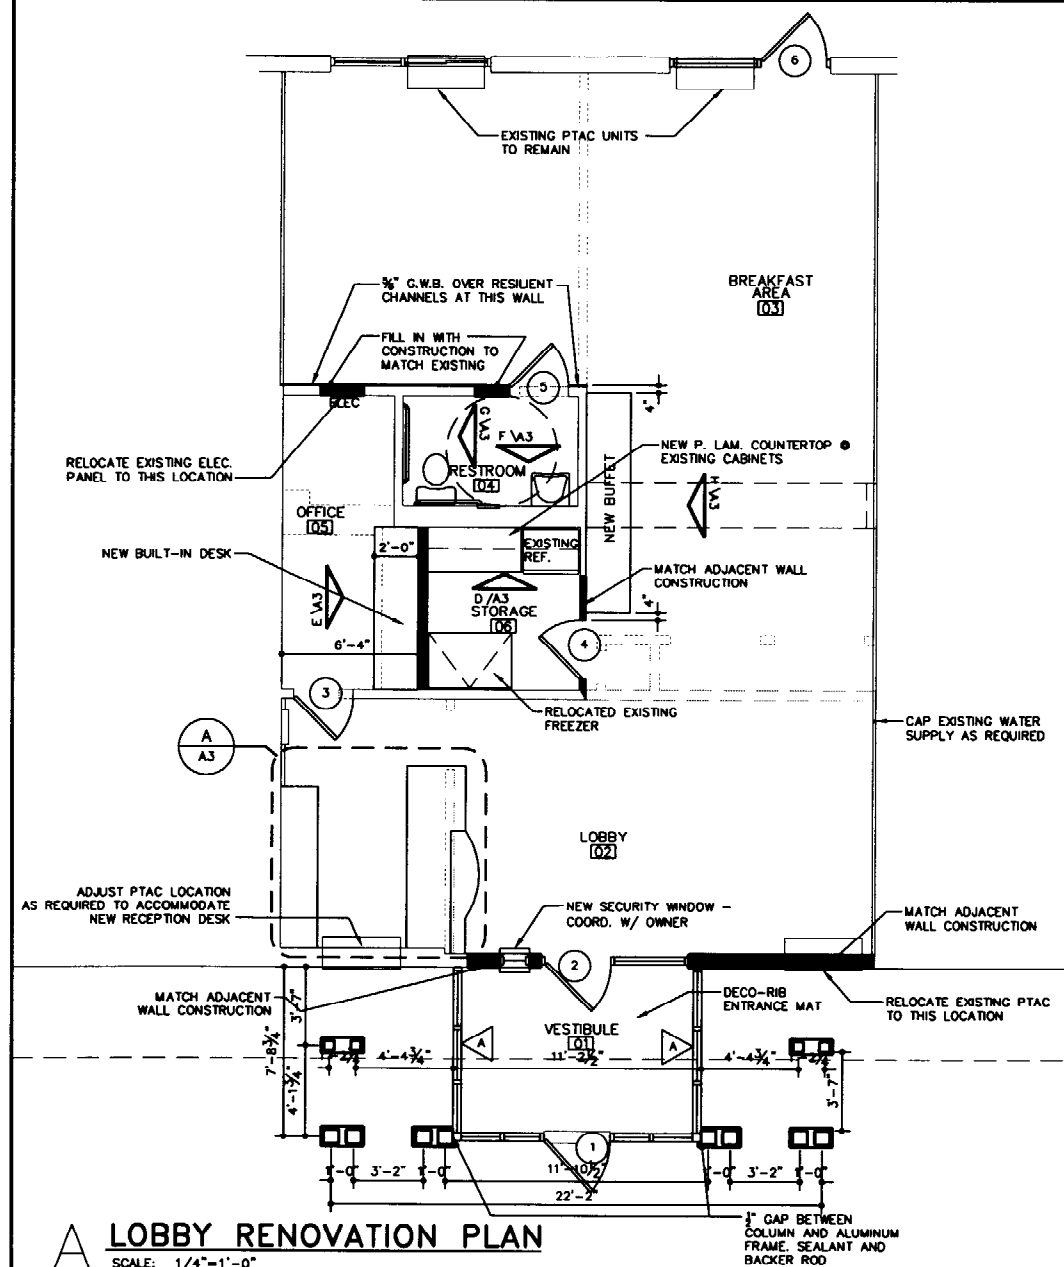 6
EXISTING PTAC UNITS
TO REMAIN
⅝" G.W.B. OVER RESILIENT
CHANNELS AT THIS WALL
BREAKFAST
AREA
03
FILL IN WITH
CONSTRUCTION TO
MATCH EXISTING
5
ELEC
4"
G\A3
F\A3
RELOCATE EXISTING ELEC.
PANEL TO THIS LOCATION
RESTROOM
04
NEW P. LAM. COUNTERTOP @
EXISTING CABINETS
NEW BUFFET
H\A3
OFFICE
05
NEW BUILT-IN DESK
2'-0"
EXISTING
REF.
MATCH ADJACENT WALL
CONSTRUCTION
E\A3
D/A3
STORAGE
06
4"
6'-4"
4
3
RELOCATED EXISTING
FREEZER
CAP EXISTING WATER
SUPPLY AS REQUIRED
A
A3
LOBBY
02
ADJUST PTAC LOCATION
AS REQUIRED TO ACCOMMODATE
NEW RECEPTION DESK
NEW SECURITY WINDOW -
COORD. W/ OWNER
MATCH ADJACENT
WALL CONSTRUCTION
2
MATCH ADJACENT
WALL CONSTRUCTION
3'-7"
DECO-RIB
ENTRANCE MAT
RELOCATE EXISTING PTAC
TO THIS LOCATION
VESTIBULE
01
A
A
7'-8¾"
4'-1¾"
4'-4¾"
11'-2½"
4'-4¾"
3'-7"
1
1'-0"
3'-2"
1'-0"
11'-10½"
1'-0"
3'-2"
1'-0"
22'-2"
½" GAP BETWEEN
COLUMN AND ALUMINUM
FRAME. SEALANT AND
BACKER ROD
A
LOBBY RENOVATION PLAN
SCALE: 1/4"=1'-0"